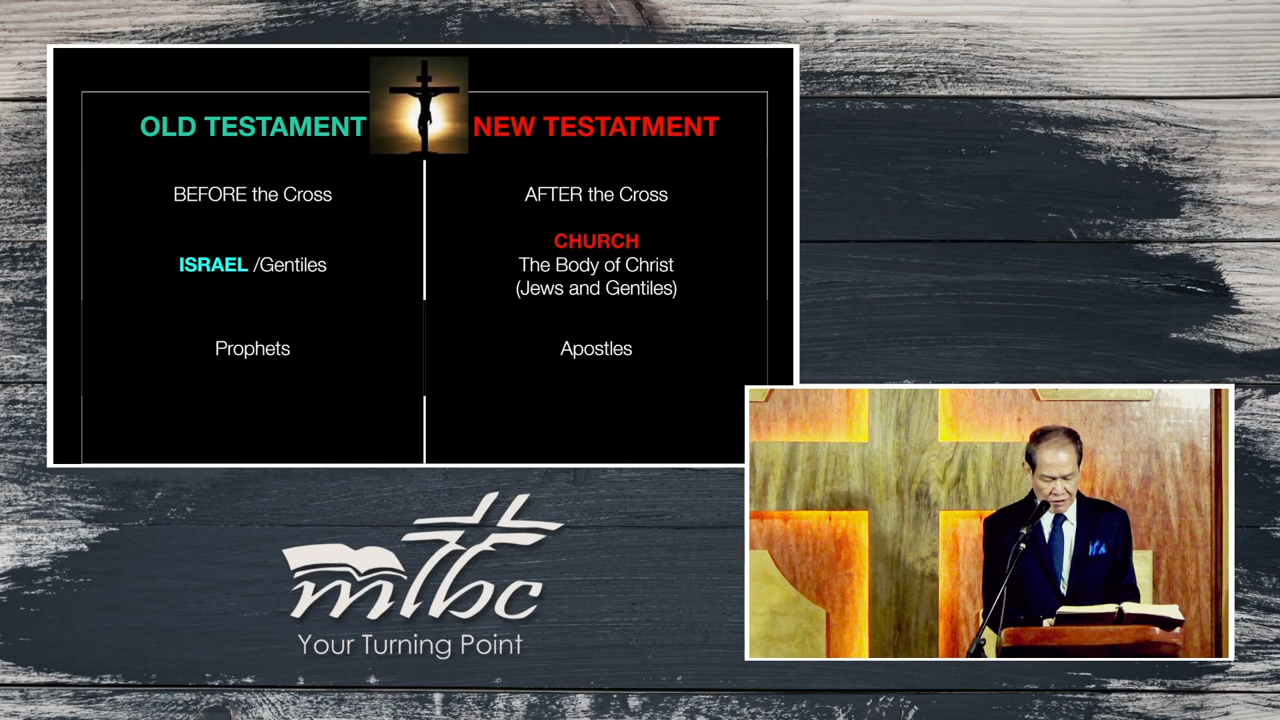 OLD TESTAMENT
NEW TESTATMENT
BEFORE the Cross
AFTER the Cross
ISRAEL /Gentiles
CHURCH
The Body of Christ
(Jews and Gentiles)
Prophets
Apostles
mlbc
Your Turning Point